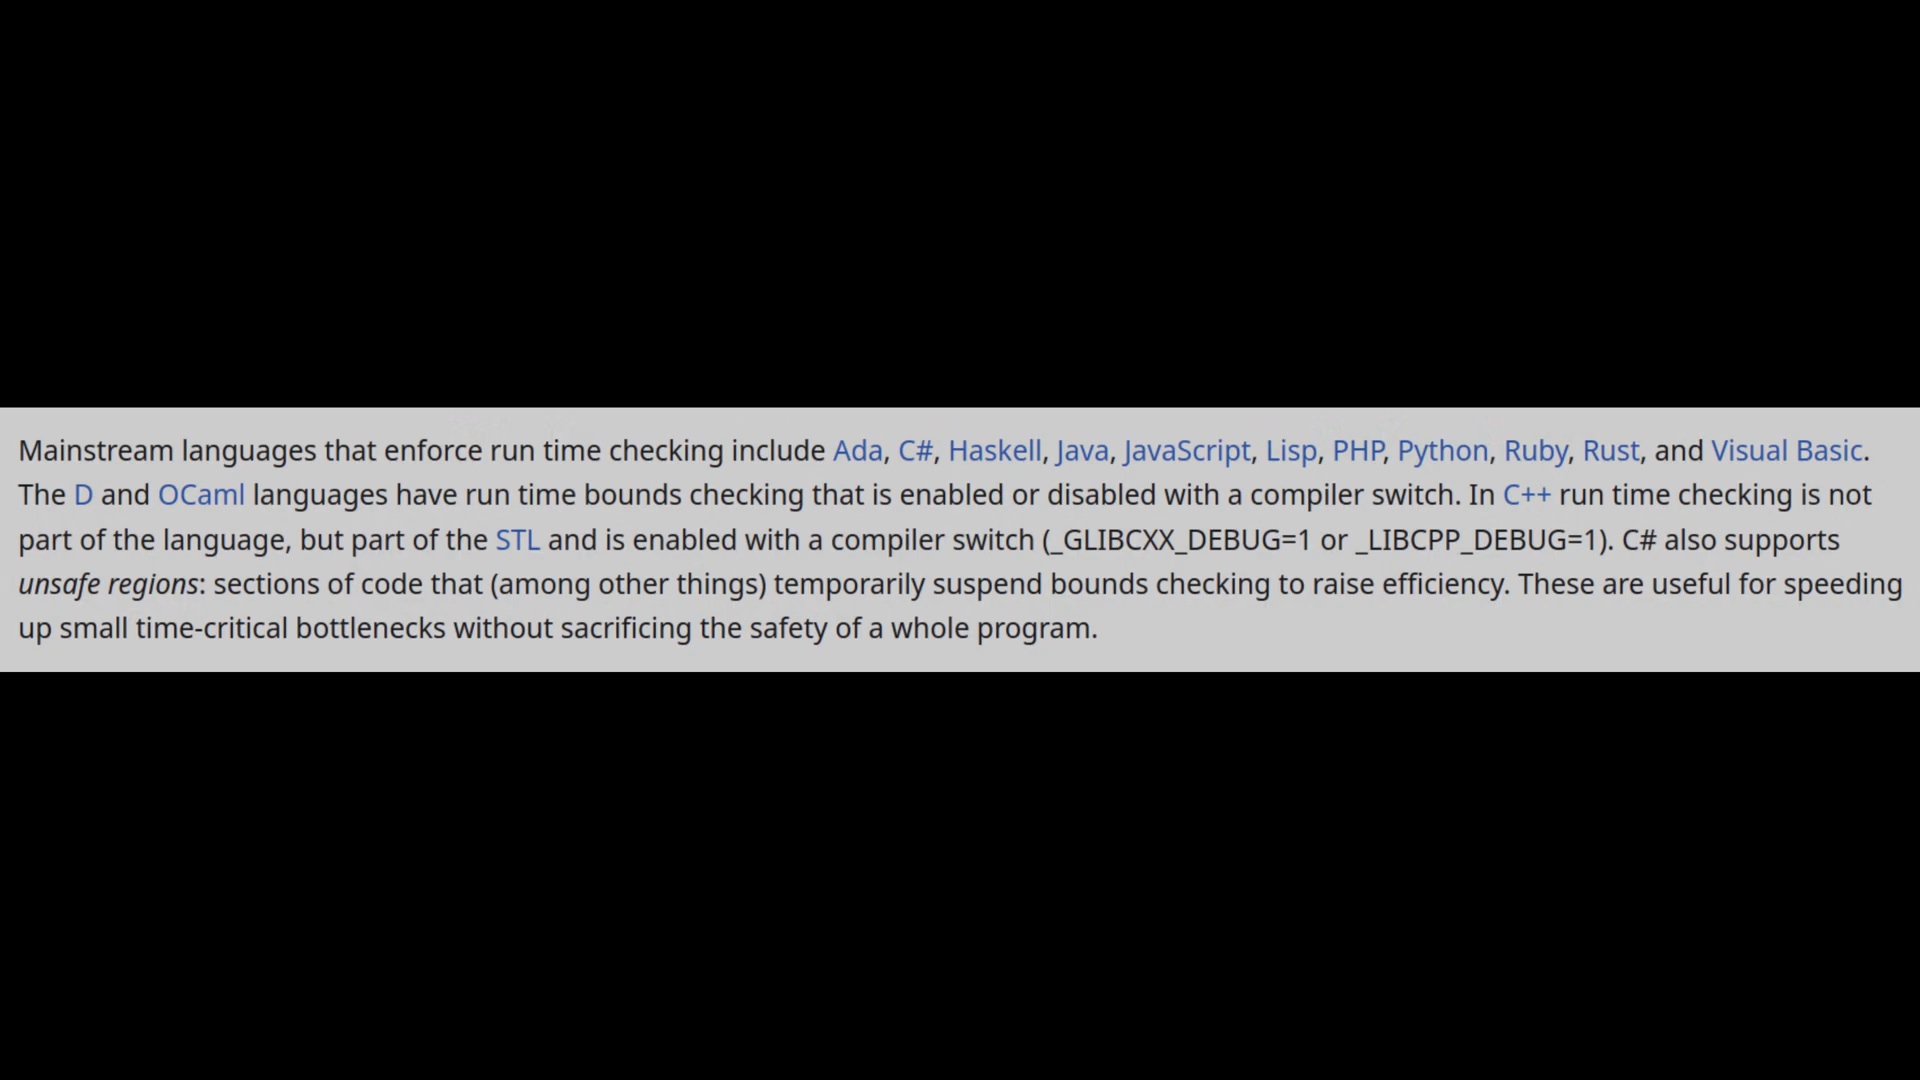 Mainstream languages that enforce run time checking include Ada, C#, Haskell, Java, JavaScript, Lisp, PHP, Python, Ruby, Rust, and Visual Basic.
The D and OCaml languages have run time bounds checking that is enabled or disabled with a compiler switch. In C++ run time checking is not
part of the language, but part of the STL and is enabled with a compiler switch (_GLIBCXX_DEBUG=1 or _LIBCPP_DEBUG=1). C# also supports
unsafe regions: sections of code that (among other things) temporarily suspend bounds checking to raise efficiency. These are useful for speeding
up small time-critical bottlenecks without sacrificing the safety of a whole program.